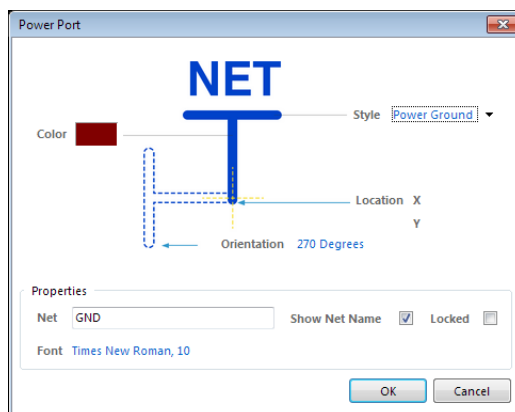 Power Port
NET
Style Power Ground
Color
Location X
Y
Orientation 270 Degrees
Properties
Net GND Show Net Name Locked
Font Times New Roman, 10
OK Cancel